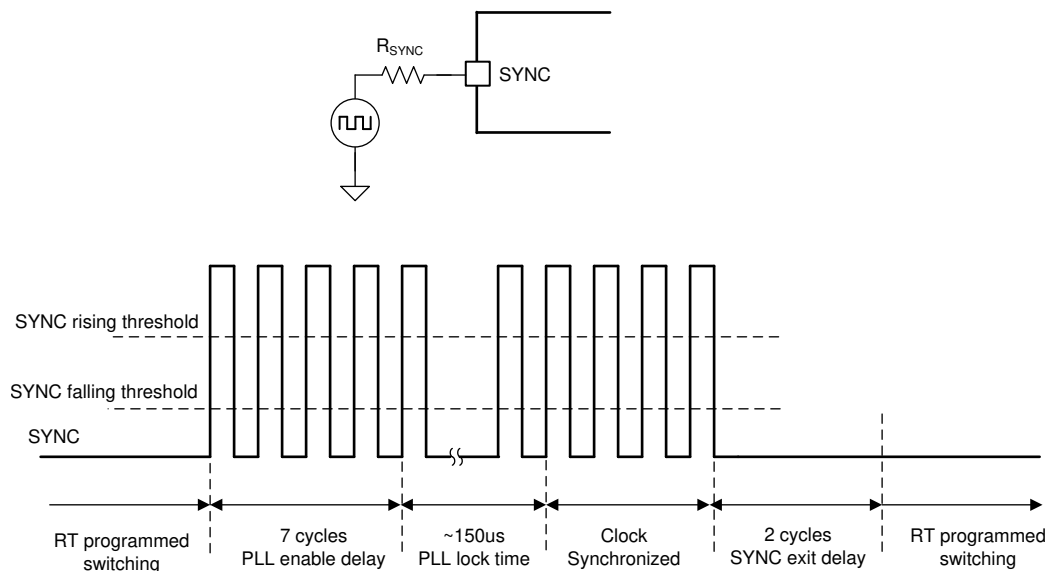 RSYNC
SYNC
SYNC rising threshold
SYNC falling threshold
SYNC
RT programmed
switching
7 cycles
PLL enable delay
~150us
PLL lock time
Clock
Synchronized
2 cycles
SYNC exit delay
RT programmed
switching